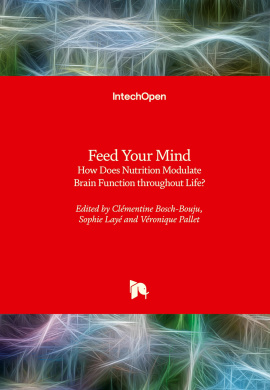 IntechOpen
Feed Your Mind
How Does Nutrition Modulate
Brain Function throughout Life?
Edited by Clémentine Bosch-Bouju,
Sophie Layé and Véronique Pallet